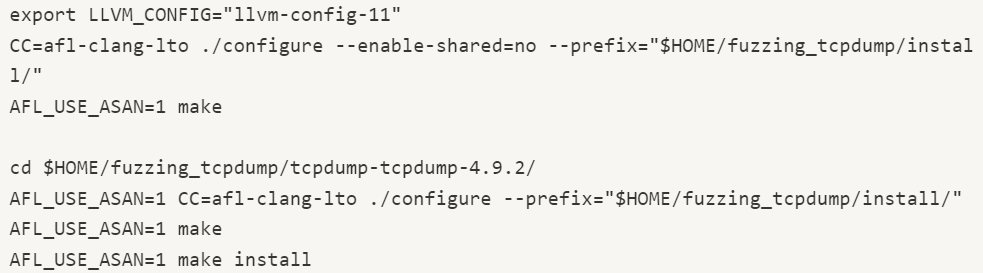 export LLVM_CONFIG="llvm-config-11"
CC=afl-clang-lto ./configure --enable-shared=no --prefix="$HOME/fuzzing_tcpdump/instal
l/"
AFL_USE_ASAN=1 make

cd $HOME/fuzzing_tcpdump/tcpdump-tcpdump-4.9.2/
AFL_USE_ASAN=1 CC=afl-clang-lto ./configure --prefix="$HOME/fuzzing_tcpdump/install/"
AFL_USE_ASAN=1 make
AFL_USE_ASAN=1 make install